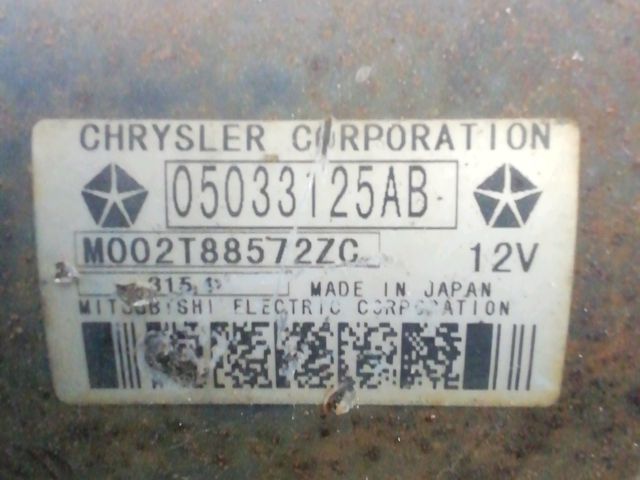 CHRYSLER CORPORATION
05033125AB
M002T88572ZC 12V
MADE IN JAPAN
MITSUBISHI ELECTRIC CORPORATION